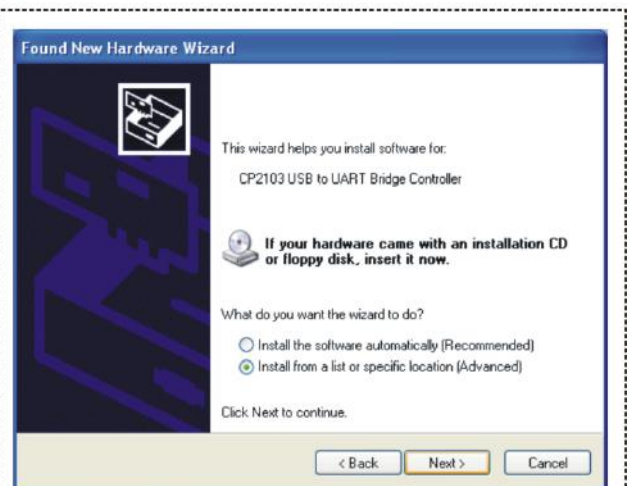 Found New Hardware Wizard
This wizard helps you install software for:
CP2103 USB to UART Bridge Controller
If your hardware came with an installation CD
or floppy disk, insert it now.
What do you want the wizard to do?
Install the software automatically (Recommended)
Install from a list or specific location (Advanced)
Click Next to continue.
< Back Next > Cancel